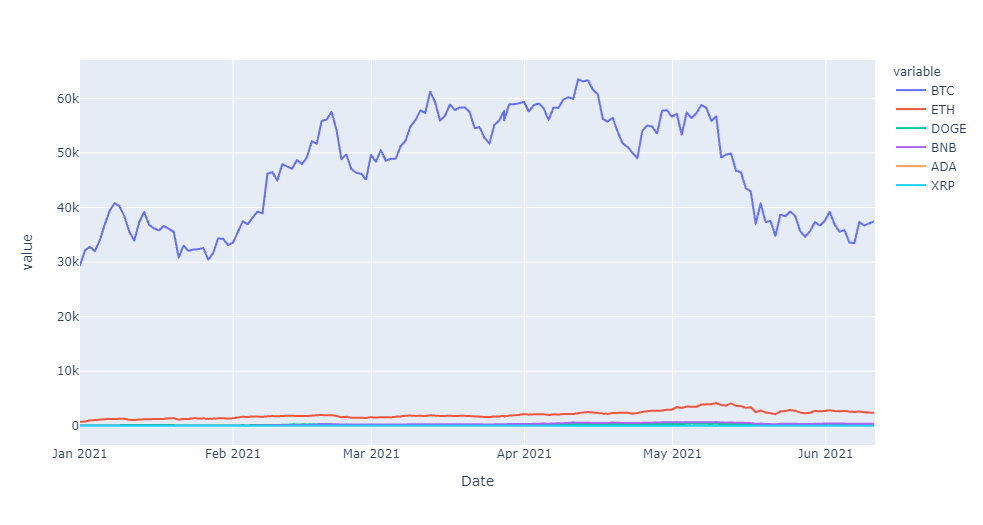 variable
BTC
ETH
DOGE
BNB
ADA
XRP
value
60k
50k
40k
30k
20k
10k
0
Jan 2021 Feb 2021 Mar 2021 Apr 2021 May 2021 Jun 2021
Date